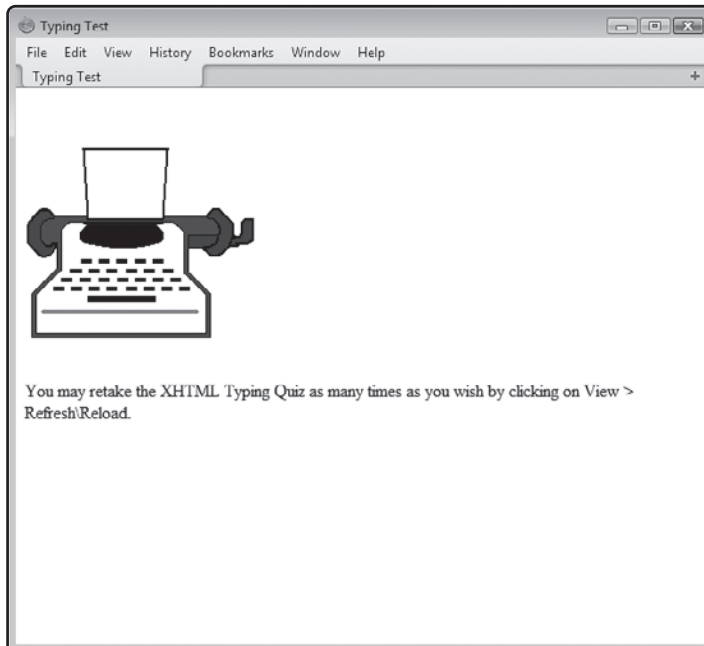 Typing Test
File Edit View History Bookmarks Window Help
Typing Test
You may retake the XHTML Typing Quiz as many times as you wish by clicking on View >
Refresh\Reload.